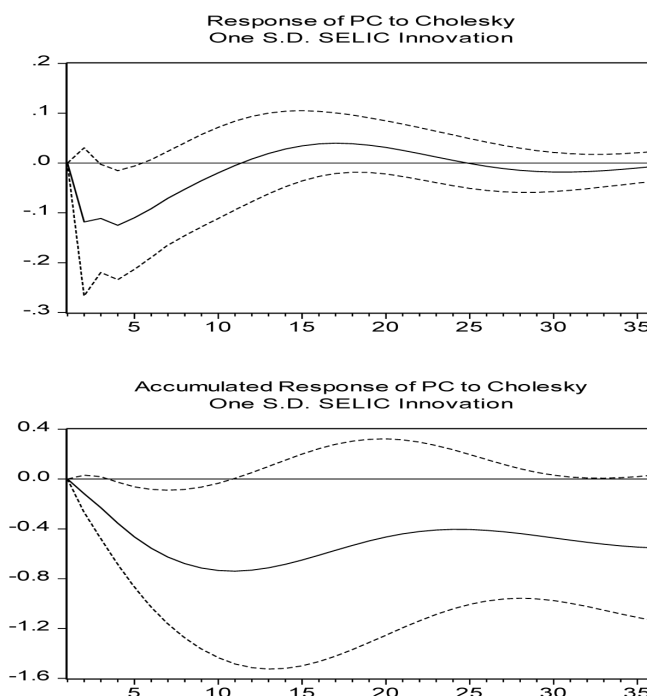 Response of PC to Cholesky
One S.D. SELIC Innovation
.2
.1
.0
-.1
-.2
-.3
5 10 15 20 25 30 35
Accumulated Response of PC to Cholesky
One S.D. SELIC Innovation
0.4
0.0
-0.4
-0.8
-1.2
-1.6
5 10 15 20 25 30 35